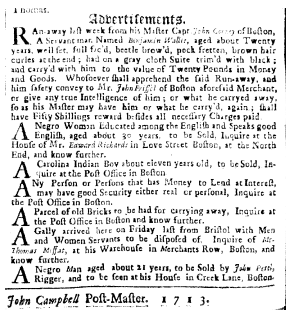 2 hours.
Advertisements.
RAn-away last week from his Master Capt John Corney of Boston,
A Servant man, Named Benjamin Walker, aged about Twenty
years, well set, full fac'd, beetle brow'd, pock fretten, brown hair
curles at the end; had on a gray cloth Suite trim'd with black;
and carry'd with him to the value of Twenty Pounds in Money
and Goods. Whosoever shall apprehend the said Run-away, and
him safely convey to Mr. John Boissel of Boston aforesaid Merchant,
or give any true Intelligence of him; or what he carryed away,
so as his Master may have him or what he carry'd, again; shall
have Fifty Shillings reward besides all necessary Charges paid
A Negro Woman Educated among the English and Speaks good
English, aged about 30 years. to be Sold, Inquire at the
House of Mr. Edward Richards in Love Street Boston, at the North
End, and know further.
A Carolina Indian Boy about eleven years old, to be Sold, In-
quire at the Post Office in Boston
ANy Person or Persons that has Money to Lend at Interest,
may have good Security either real or personal, Inquire at
the Post Office in Boston.
A Parcel of old Bricks to be had for carrying away, Inquire at
the Post Office in Boston and know further.
A Gally arrived here on Friday last from Bristol with Men
and Women Servants to be disposed of. Inquire of Mr.
Thomas Moffat, at his Warehouse in Merchants Row, Boston, and
know further.
A Negro Man aged about 21 years, to be Sold by John Petti,
Rigger, and to be seen at his House in Creek Lane, Boston
John Campbell Post-Master. 1713.